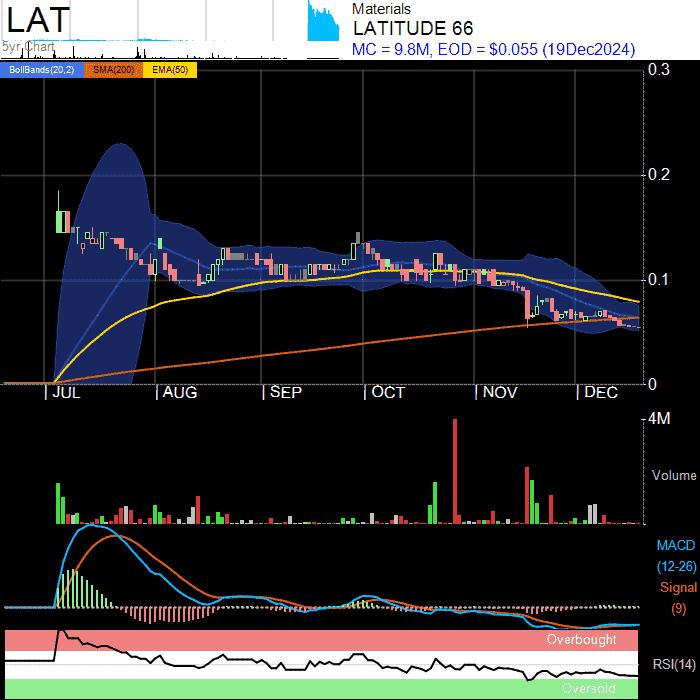 LAT
5yr Chart
Materials
LATITUDE 66
MC = 9.8M, EOD = $0.055 (19Dec2024)
BollBands(20,2) SMA(200) EMA(50)
0.3
0.2
0.1
0
JUL AUG SEP OCT NOV DEC
4M
Volume
MACD
(12-26)
Signal
(9)
Overbought
RSI(14)
Oversold